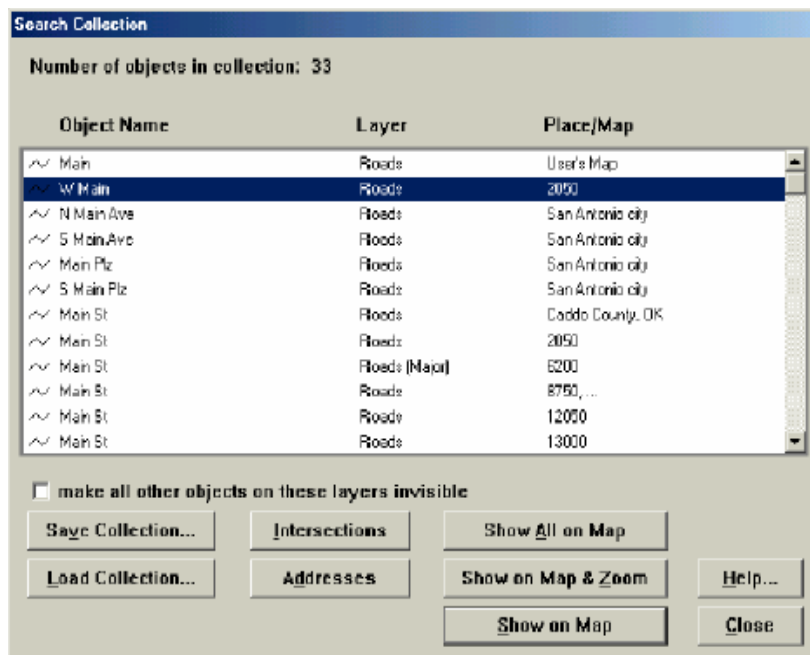 Search Collection
Number of objects in collection: 33
Object Name Layer Place/Map
Main Roads User's Map
W Main Roads 2050
N Main Ave Roads San Antonio city
S Main Ave Roads San Antonio city
Main Plz Roads San Antonio city
S Main Plz Roads San Antonio city
Main St Roads Caddo County, OK
Main St Roads 2050
Main St Roads (Major) 6200
Main St Roads 8750, ...
Main St Roads 12050
Main St Roads 13000
make all other objects on these layers invisible
Save Collection... Intersections Show All on Map
Load Collection... Addresses Show on Map & Zoom Help...
Show on Map Close